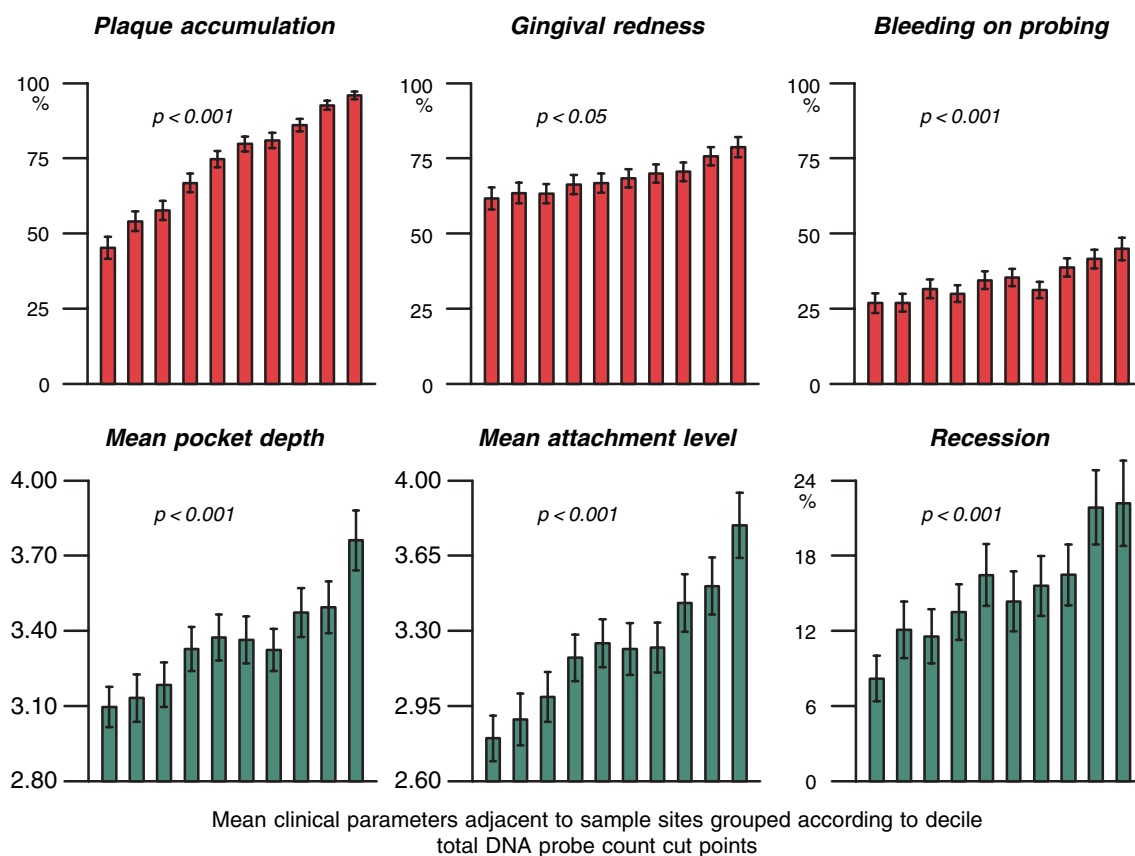 Plaque accumulation
100
%
75
50
25
0
p < 0.001
Gingival redness
100
%
75
50
25
0
p < 0.05
Bleeding on probing
100
%
75
50
25
0
p < 0.001
Mean pocket depth
4.00
3.70
3.40
3.10
2.80
p < 0.001
Mean attachment level
4.00
3.65
3.30
2.95
2.60
p < 0.001
Recession
24
%
18
12
6
0
p < 0.001
Mean clinical parameters adjacent to sample sites grouped according to decile
total DNA probe count cut points